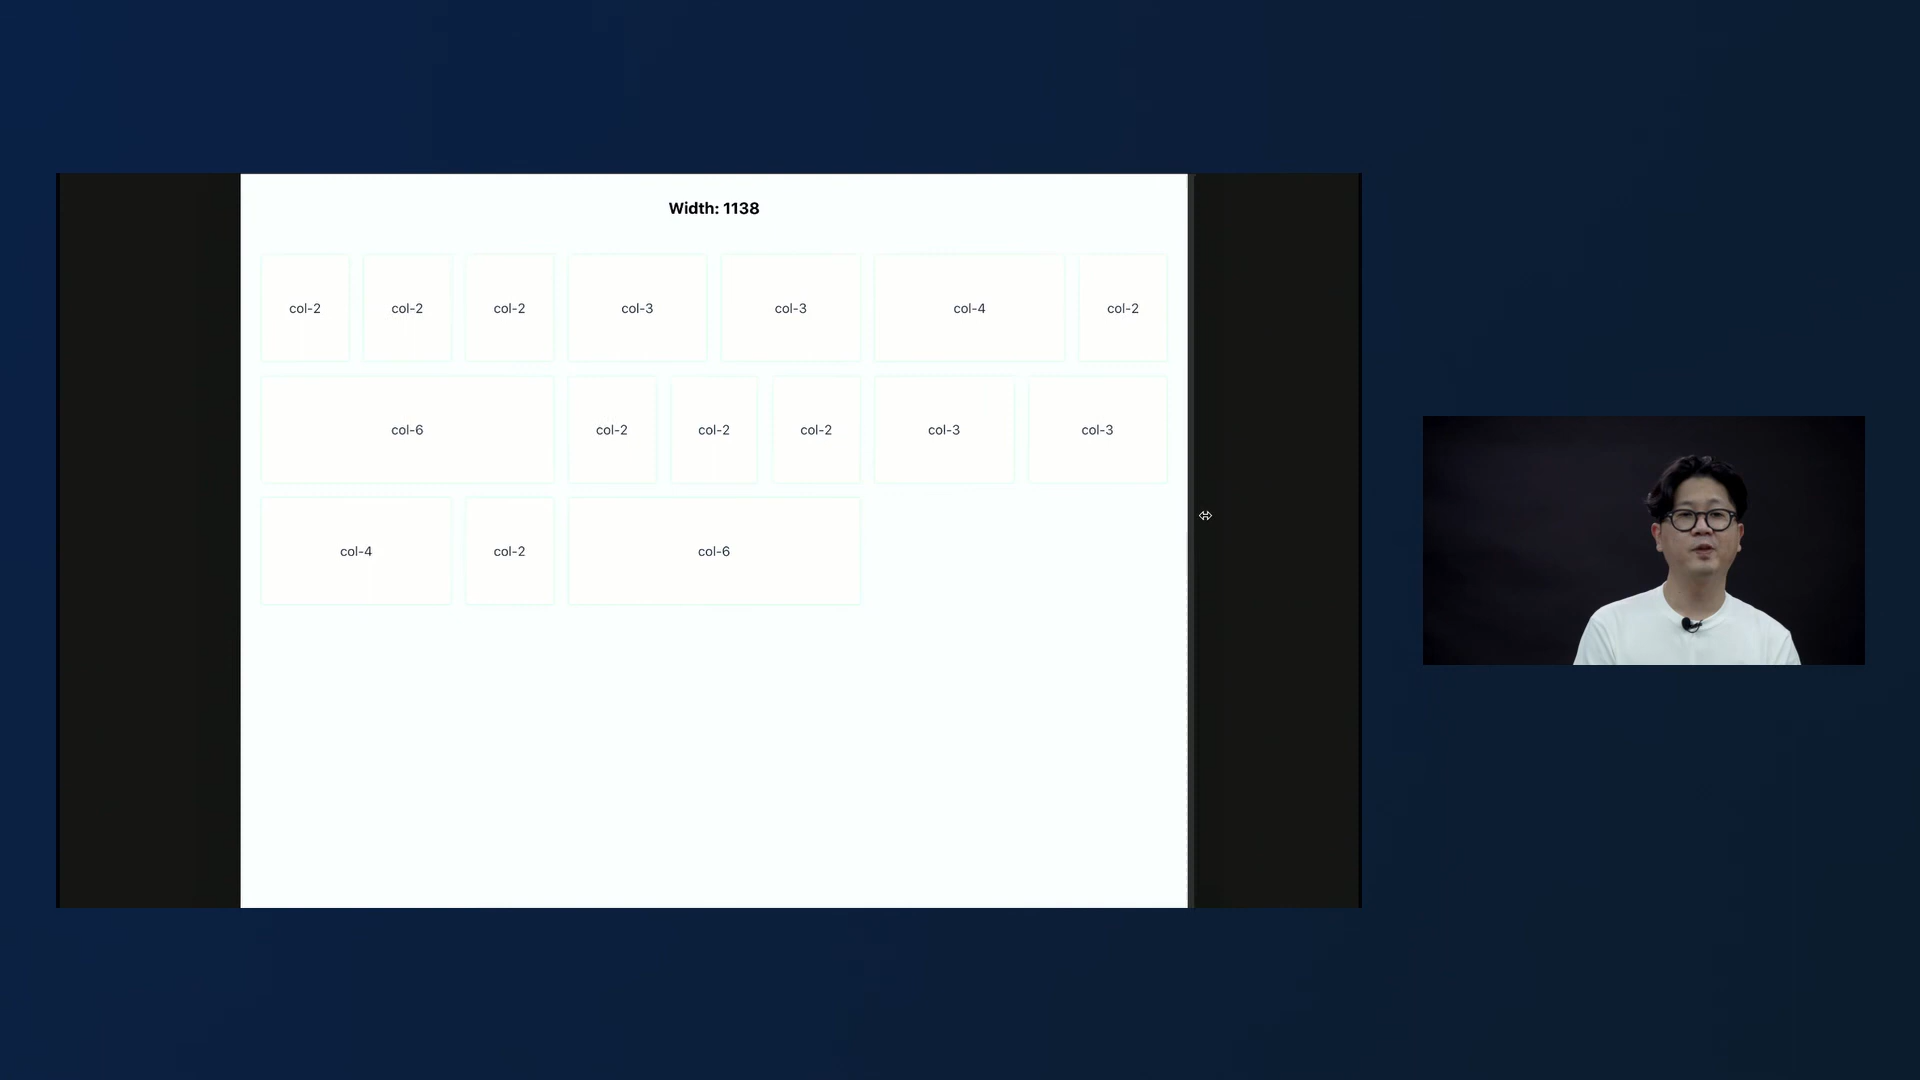 Width: 1138
col-2 col-2 col-2 col-3 col-3 col-4 col-2
col-6 col-2 col-2 col-2 col-3 col-3
col-4 col-2 col-6